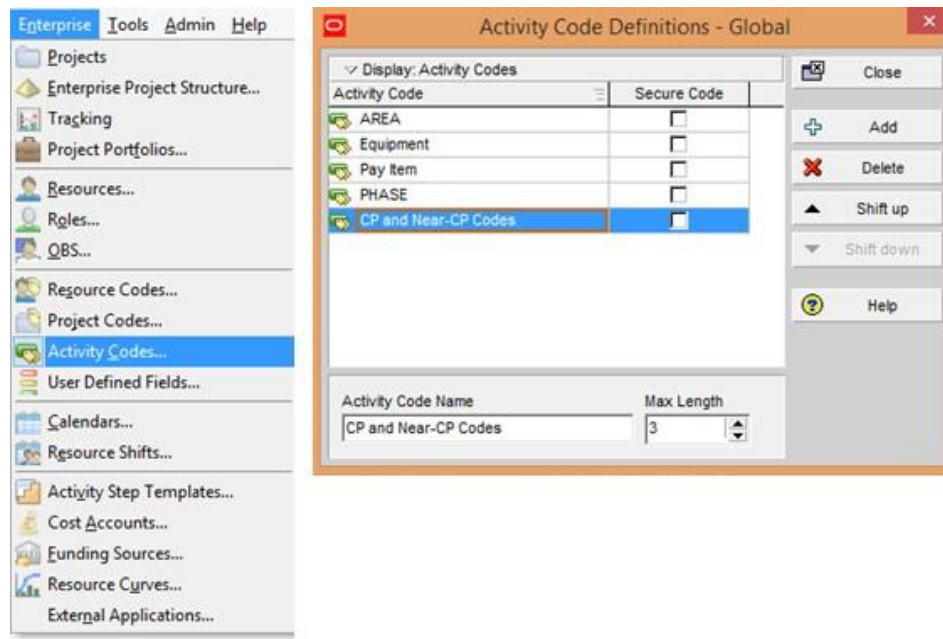 Enterprise Tools Admin Help
Projects
Enterprise Project Structure...
Tracking
Project Portfolios...
Resources...
Roles...
OBS...
Resource Codes...
Project Codes...
Activity Codes...
User Defined Fields...
Calendars...
Resource Shifts...
Activity Step Templates...
Cost Accounts...
Funding Sources...
Resource Curves...
External Applications...
Activity Code Definitions - Global
Display: Activity Codes
Activity Code Secure Code
AREA
Equipment
Pay Item
PHASE
CP and Near-CP Codes
Activity Code Name Max Length
CP and Near-CP Codes 3
Close
Add
Delete
Shift up
Shift down
Help